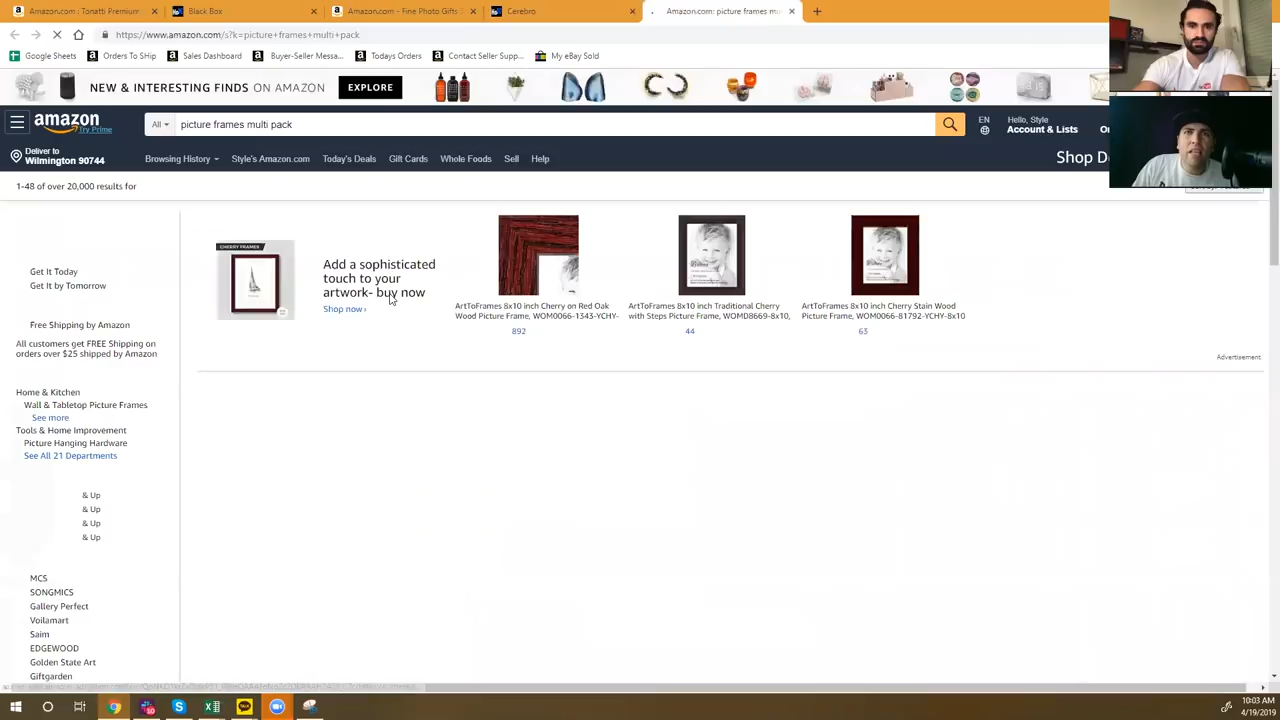 Amazon.com : Tonatti Premium
Black Box
Amazon.com - Fine Photo Gifts
Cerebro
Amazon.com: picture frames mu
https://www.amazon.com/s?k=picture+frames+multi+pack
Google Sheets
Orders To SHip
Sales Dashboard
Buyer-Seller Messa...
Todays Orders
Contact Seller Supp...
My eBay Sold
NEW & INTERESTING FINDS ON AMAZON
EXPLORE
amazon
Try Prime
All
picture frames multi pack
EN
Hello, Style
Account & Lists
Deliver to
Wilmington 90744
Browsing History
Style's Amazon.com
Today's Deals
Gift Cards
Whole Foods
Sell
Help
Shop
1-48 of over 20,000 results for
Get It Today
Get It by Tomorrow
Free Shipping by Amazon
All customers get FREE Shipping on
orders over $25 shipped by Amazon
Home & Kitchen
Wall & Tabletop Picture Frames
See more
Tools & Home Improvement
Picture Hanging Hardware
See All 21 Departments
& Up
& Up
& Up
& Up
MCS
SONGMICS
Gallery Perfect
Voilamart
Saim
EDGEWOOD
Golden State Art
Giftgarden
CHERRY FRAMES
Add a sophisticated
touch to your
artwork- buy now
Shop now ›
ArtToFrames 8x10 inch Cherry on Red Oak
Wood Picture Frame, WOM0066-1343-YCHY-
892
ArtToFrames 8x10 inch Traditional Cherry
with Steps Picture Frame, WOMD8669-8x10,
44
ArtToFrames 8x10 inch Cherry Stain Wood
Picture Frame, WOM0066-81792-YCHY-8x10
63
Advertisement
10:03 AM
4/19/2019